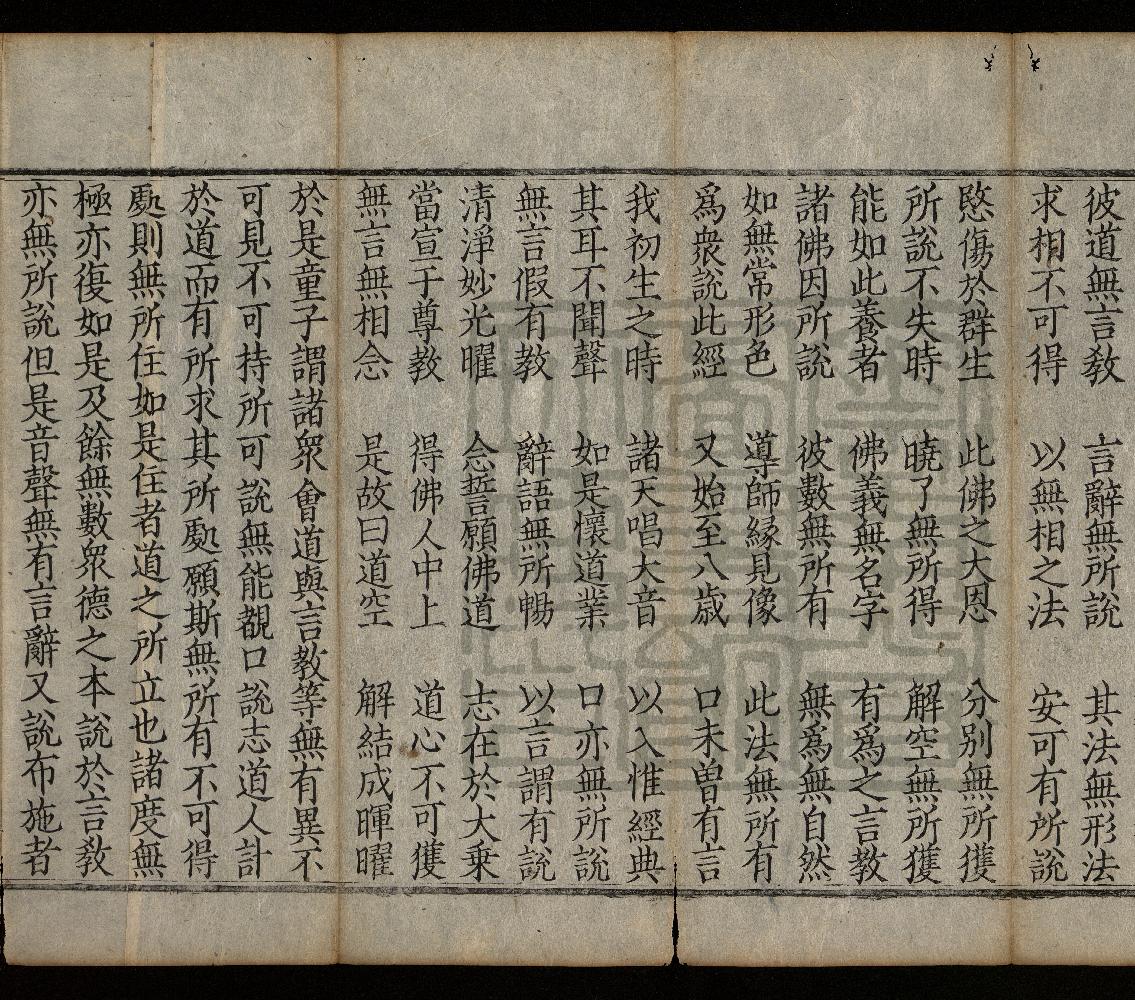 彼道無言教　言辭無所說　其法無形法
求相不可得　以無相之法　安可有所說
愍傷於群生　此佛之大恩　分别無所獲
所說不失時　曉了無所得　解空無所獲
能如此養者　佛義無名字　有爲之言教
諸佛因所說　彼數無所有　無爲無自然
如無常形色　導師緣見像　此法無所有
爲衆說此經　又始至八歲　口未曾有言
我初生之時　諸天唱大音　以入惟經典
其耳不聞聲　如是懷道業　口亦無所說
無言假有教　辭語無所暢　以言謂有說
清淨妙光曜　念誓願佛道　志在於大乗
當宣于尊教　得佛人中上　道心不可獲
無言無相念　是故曰道空　解結成暉曜
於是童子謂諸衆會道與言教等無有異不
可見不可持所可說無能覩口說志道人計
於道而有所求其所處願斯無所有不可得
處則無所住如是住者道之所立也諸度無
極亦復如是及餘無數衆德之本說於言教
亦無所說但是音聲無有言辭又說布施者